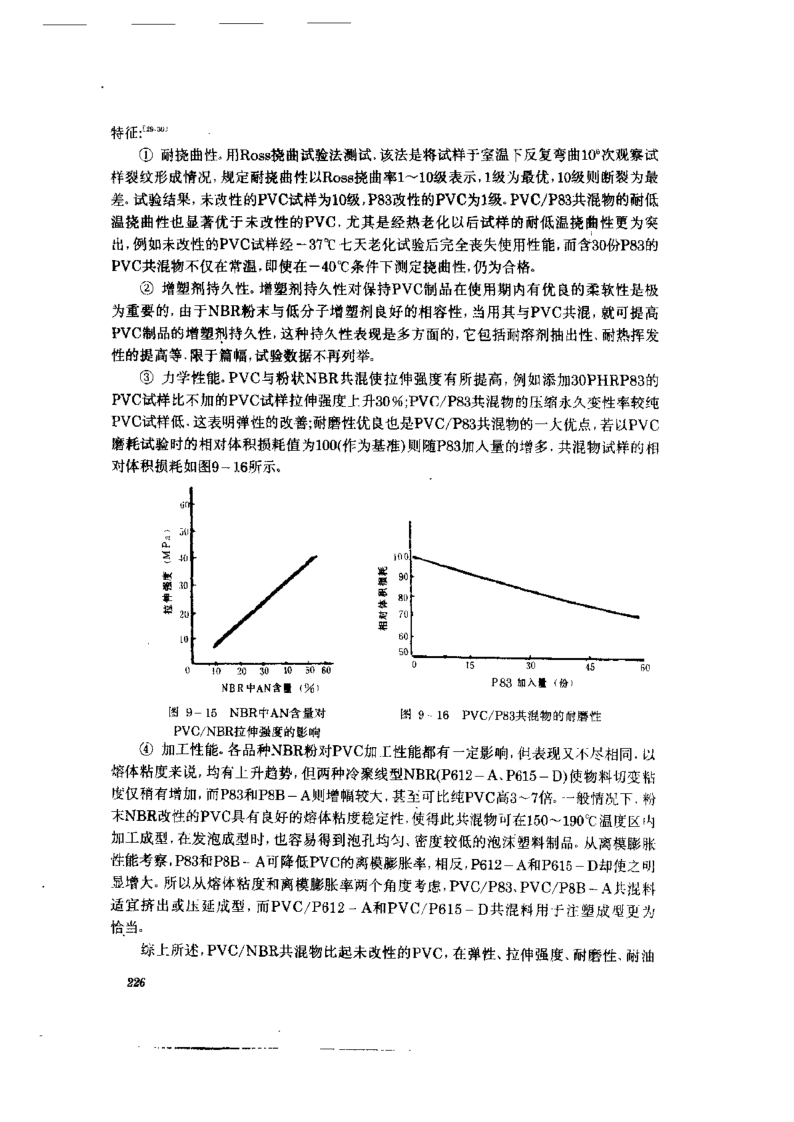 特征:[29-30]
① 耐挠曲性。用Ross挠曲试验法测试,该法是将试样于室温下反复弯曲10⁶次观察试
样裂纹形成情况,规定耐挠曲性以Ross挠曲率1～10级表示,1级为最优,10级则断裂为最
差。试验结果,未改性的PVC试样为10级,P83改性的PVC为1级。PVC/P83共混物的耐低
温挠曲性也显著优于未改性的PVC,尤其是经热老化以后试样的耐低温挠曲性更为突
出,例如未改性的PVC试样经－37℃七天老化试验后完全丧失使用性能,而含30份P83的
PVC共混物不仅在常温,即使在－40℃条件下测定挠曲性,仍为合格。
② 增塑剂持久性。增塑剂持久性对保持PVC制品在使用期内有优良的柔软性是极
为重要的,由于NBR粉末与低分子增塑剂良好的相容性,当用其与PVC共混,就可提高
PVC制品的增塑剂持久性,这种持久性表现是多方面的,它包括耐溶剂抽出性、耐热挥发
性的提高等,限于篇幅,试验数据不再列举。
③ 力学性能。PVC与粉状NBR共混使拉伸强度有所提高,例如添加30PHRP83的
PVC试样比不加的PVC试样拉伸强度上升30%;PVC/P83共混物的压缩永久变性率较纯
PVC试样低,这表明弹性的改善;耐磨性优良也是PVC/P83共混物的一大优点,若以PVC
磨耗试验时的相对体积损耗值为100(作为基准)则随P83加入量的增多,共混物试样的相
对体积损耗如图9－16所示。
拉伸强度(MPa)
60
50
40
30
20
10
0 10 20 30 40 50 60
NBR中AN含量(%)
相对体积损耗
100
90
80
70
60
50
0 15 30 45 60
P83加入量(份)
图 9－15 NBR中AN含量对
PVC/NBR拉伸强度的影响
图 9－16 PVC/P83共混物的耐磨性
④ 加工性能。各品种NBR粉对PVC加工性能都有一定影响,但表现又不尽相同,以
熔体粘度来说,均有上升趋势,但两种冷聚线型NBR(P612－A、P615－D)使物料切变粘
度仅稍有增加,而P83和P8B－A则增幅较大,甚至可比纯PVC高3～7倍。一般情况下,粉
末NBR改性的PVC具有良好的熔体粘度稳定性,使得此共混物可在150～190℃温度区内
加工成型,在发泡成型时,也容易得到泡孔均匀、密度较低的泡沫塑料制品。从离模膨胀
性能考察,P83和P8B－A可降低PVC的离模膨胀率,相反,P612－A和P615－D却使之明
显增大。所以从熔体粘度和离模膨胀率两个角度考虑,PVC/P83、PVC/P8B－A共混料
适宜挤出或压延成型,而PVC/P612－A和PVC/P615－D共混料用于注塑成型更为
恰当。
综上所述,PVC/NBR共混物比起未改性的PVC,在弹性、拉伸强度、耐磨性、耐油
226